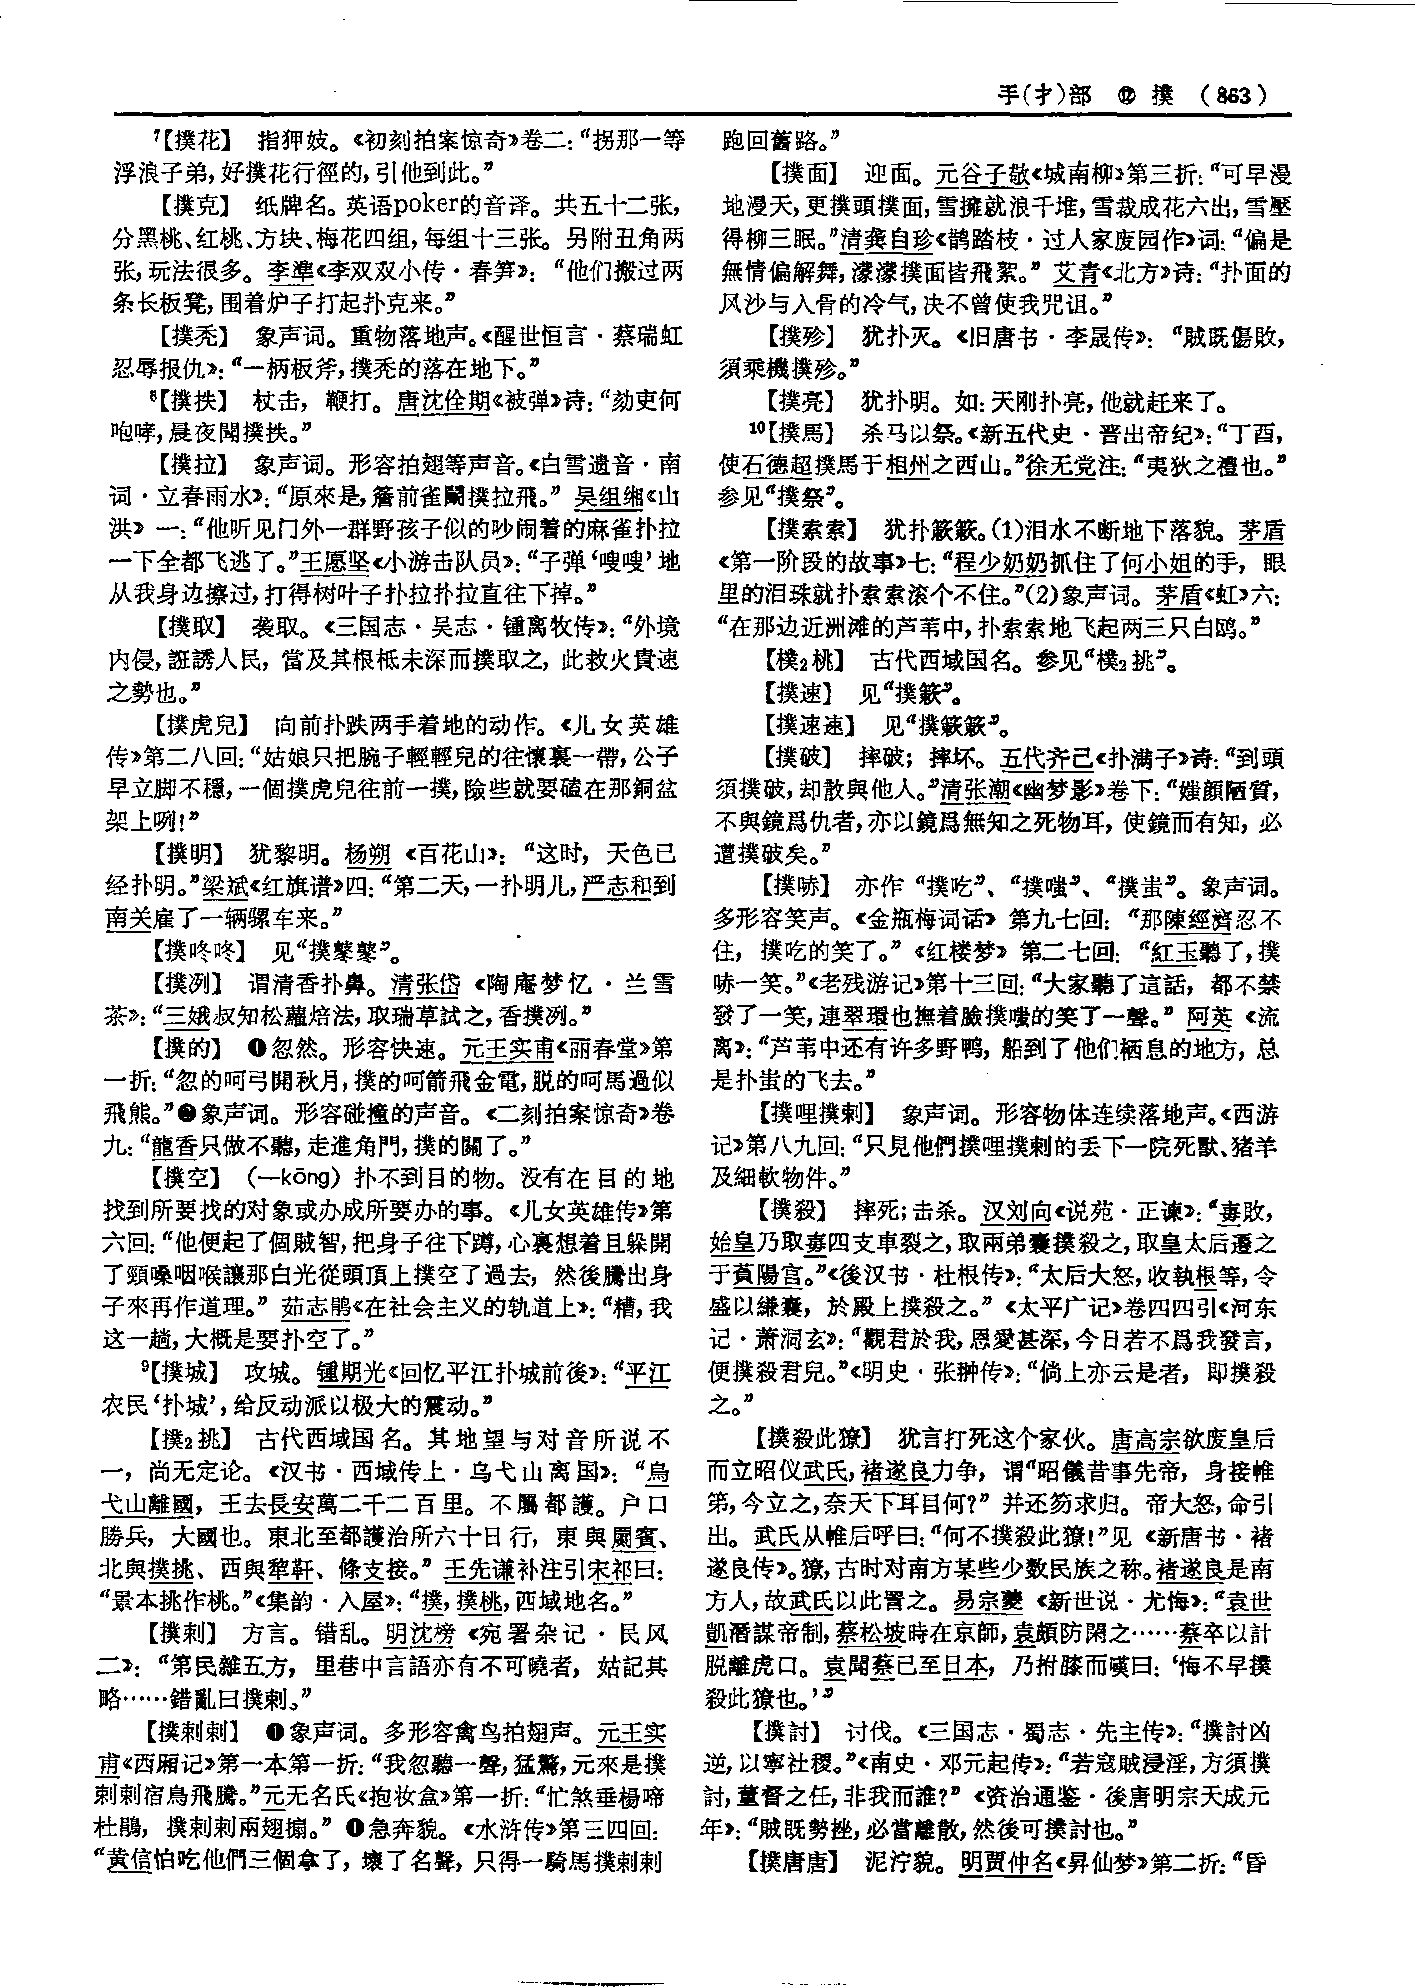 手(扌)部 ⑫ 撲 (863)
⁷【撲花】 指狎妓。《初刻拍案惊奇》卷二:“拐那一等
浮浪子弟,好撲花行徑的,引他到此。”
【撲克】 纸牌名。英语poker的音译。共五十二张,
分黑桃、红桃、方块、梅花四组,每组十三张。另附丑角两
张,玩法很多。李凖《李双双小传·春笋》:“他们搬过两
条长板凳,围着炉子打起扑克来。”
【撲秃】 象声词。重物落地声。《醒世恒言·蔡瑞虹
忍辱报仇》:“一柄板斧,撲秃的落在地下。”
⁸【撲抶】 杖击,鞭打。唐沈佺期《被弹》诗:“劾吏何
咆哮,晨夜聞撲抶。”
【撲拉】 象声词。形容拍翅等声音。《白雪遗音·南
词·立春雨水》:“原來是,簷前雀鬭撲拉飛。”吴组缃《山
洪》一:“他听见门外一群野孩子似的吵闹着的麻雀扑拉
一下全都飞逃了。”王愿坚《小游击队员》:“子弹‘嗖嗖’地
从我身边擦过,打得树叶子扑拉扑拉直往下掉。”
【撲取】 袭取。《三国志·吴志·锺离牧传》:“外境
内侵,誑誘人民,當及其根柢未深而撲取之,此救火貴速
之勢也。”
【撲虎兒】 向前扑跌两手着地的动作。《儿女英雄
传》第二八回:“姑娘只把腕子輕輕兒的往懷裏一帶,公子
早立脚不穩,一個撲虎兒往前一撲,險些就要磕在那銅盆
架上咧!”
【撲明】 犹黎明。杨朔《百花山》:“这时,天色已
经扑明。”梁斌《红旗谱》四:“第二天,一扑明儿,严志和到
南关雇了一辆骡车来。”
【撲咚咚】 见“撲鼕鼕”。
【撲冽】 谓清香扑鼻。清张岱《陶庵梦忆·兰雪
茶》:“三娥叔知松蘿焙法,取瑞草試之,香撲冽。”
【撲的】 ❶忽然。形容快速。元王实甫《丽春堂》第
一折:“忽的呵弓開秋月,撲的呵箭飛金電,脱的呵馬過似
飛熊。”❷象声词。形容碰撞的声音。《二刻拍案惊奇》卷
九:“龍香只做不聽,走進角門,撲的關了。”
【撲空】 (—kōng)扑不到目的物。没有在目的地
找到所要找的对象或办成所要办的事。《儿女英雄传》第
六回:“他便起了個賊智,把身子往下蹲,心裏想着且躲開
了頸嗓咽喉讓那白光從頭頂上撲空了過去,然後騰出身
子來再作道理。”茹志鹃《在社会主义的轨道上》:“糟,我
这一趟,大概是要扑空了。”
⁹【撲城】 攻城。锺期光《回忆平江扑城前後》:“平江
农民‘扑城’,给反动派以极大的震动。”
【撲₂挑】 古代西域国名。其地望与对音所说不
一,尚无定论。《汉书·西域传上·乌弋山离国》:“烏
弋山離國,王去長安萬二千二百里。不屬都護。户口
勝兵,大國也。東北至都護治所六十日行,東與罽賓、
北與撲挑、西與犂靬、條支接。”王先谦补注引宋祁曰:
“景本挑作桃。”《集韵·入屋》:“撲,撲桃,西域地名。”
【撲剌】 方言。错乱。明沈榜《宛署杂记·民风
二》:“第民雜五方,里巷中言語亦有不可曉者,姑記其
略……錯亂曰撲剌。”
【撲剌剌】 ❶象声词。多形容禽鸟拍翅声。元王实
甫《西厢记》第一本第一折:“我忽聽一聲,猛驚,元來是撲
剌剌宿鳥飛騰。”元无名氏《抱妆盒》第一折:“忙煞垂楊啼
杜鵑,撲剌剌兩翅搧。”❶急奔貌。《水浒传》第三四回:
“黄信怕吃他們三個拿了,壞了名聲,只得一騎馬撲剌剌
跑回舊路。”
【撲面】 迎面。元谷子敬《城南柳》第三折:“可早漫
地漫天,更撲頭撲面,雪擁就浪千堆,雪裁成花六出,雪壓
得柳三眠。”清龚自珍《鹊踏枝·过人家废园作》词:“偏是
無情偏解舞,濛濛撲面皆飛絮。”艾青《北方》诗:“扑面的
风沙与入骨的冷气,决不曾使我咒诅。”
【撲殄】 犹扑灭。《旧唐书·李晟传》:“賊既傷敗,
須乘機撲殄。”
【撲亮】 犹扑明。如:天刚扑亮,他就赶来了。
¹⁰【撲馬】 杀马以祭。《新五代史·晋出帝纪》:“丁酉,
使石德超撲馬于相州之西山。”徐无党注:“夷狄之禮也。”
参见“撲祭”。
【撲索索】 犹扑簌簌。(1)泪水不断地下落貌。茅盾
《第一阶段的故事》七:“程少奶奶抓住了何小姐的手,眼
里的泪珠就扑索索滚个不住。”(2)象声词。茅盾《虹》六:
“在那边近洲滩的芦苇中,扑索索地飞起两三只白鸥。”
【樸₂桃】 古代西域国名。参见“樸₂挑”。
【撲速】 见“撲簌”。
【撲速速】 见“撲簌簌”。
【撲破】 摔破;摔坏。五代齐己《扑满子》诗:“到頭
須撲破,却散與他人。”清张潮《幽梦影》卷下:“媸顔陋質,
不與鏡爲仇者,亦以鏡爲無知之死物耳,使鏡而有知,必
遭撲破矣。”
【撲哧】 亦作“撲吃”、“撲嗤”、“撲蚩”。象声词。
多形容笑声。《金瓶梅词话》第九七回:“那陳經濟忍不
住,撲吃的笑了。”《红楼梦》第二七回:“紅玉聽了,撲
哧一笑。”《老残游记》第十三回:“大家聽了這話,都不禁
發了一笑,連翠環也撫着臉撲嗤的笑了一聲。”阿英《流
离》:“芦苇中还有许多野鸭,船到了他们栖息的地方,总
是扑蚩的飞去。”
【撲哩撲剌】 象声词。形容物体连续落地声。《西游
记》第八九回:“只見他們撲哩撲剌的丢下一院死獸、猪羊
及細軟物件。”
【撲殺】 摔死;击杀。汉刘向《说苑·正谏》:“毐敗,
始皇乃取毐四支車裂之,取兩弟囊撲殺之,取皇太后遷之
于萯陽宫。”《後汉书·杜根传》:“太后大怒,收執根等,令
盛以縑囊,於殿上撲殺之。”《太平广记》卷四四引《河东
记·萧洞玄》:“觀君於我,恩愛甚深,今日若不爲我發言,
便撲殺君兒。”《明史·张翀传》:“倘上亦云是者,即撲殺
之。”
【撲殺此獠】 犹言打死这个家伙。唐高宗欲废皇后
而立昭仪武氏,褚遂良力争,谓“昭儀昔事先帝,身接帷
笫,今立之,奈天下耳目何?”并还笏求归。帝大怒,命引
出。武氏从帷后呼曰:“何不撲殺此獠!”见《新唐书·褚
遂良传》。獠,古时对南方某些少数民族之称。褚遂良是南
方人,故武氏以此詈之。易宗夔《新世说·尤悔》:“袁世
凱潛謀帝制,蔡松坡時在京師,袁頗防閑之……蔡卒以計
脱離虎口。袁聞蔡已至日本,乃拊膝而嘆曰:‘悔不早撲
殺此獠也。’”
【撲討】 讨伐。《三国志·蜀志·先主传》:“撲討凶
逆,以寧社稷。”《南史·邓元起传》:“若寇賊浸淫,方須撲
討,董督之任,非我而誰?”《资治通鉴·後唐明宗天成元
年》:“賊既勢挫,必當離散,然後可撲討也。”
【撲唐唐】 泥泞貌。明贾仲名《昇仙梦》第二折:“昏